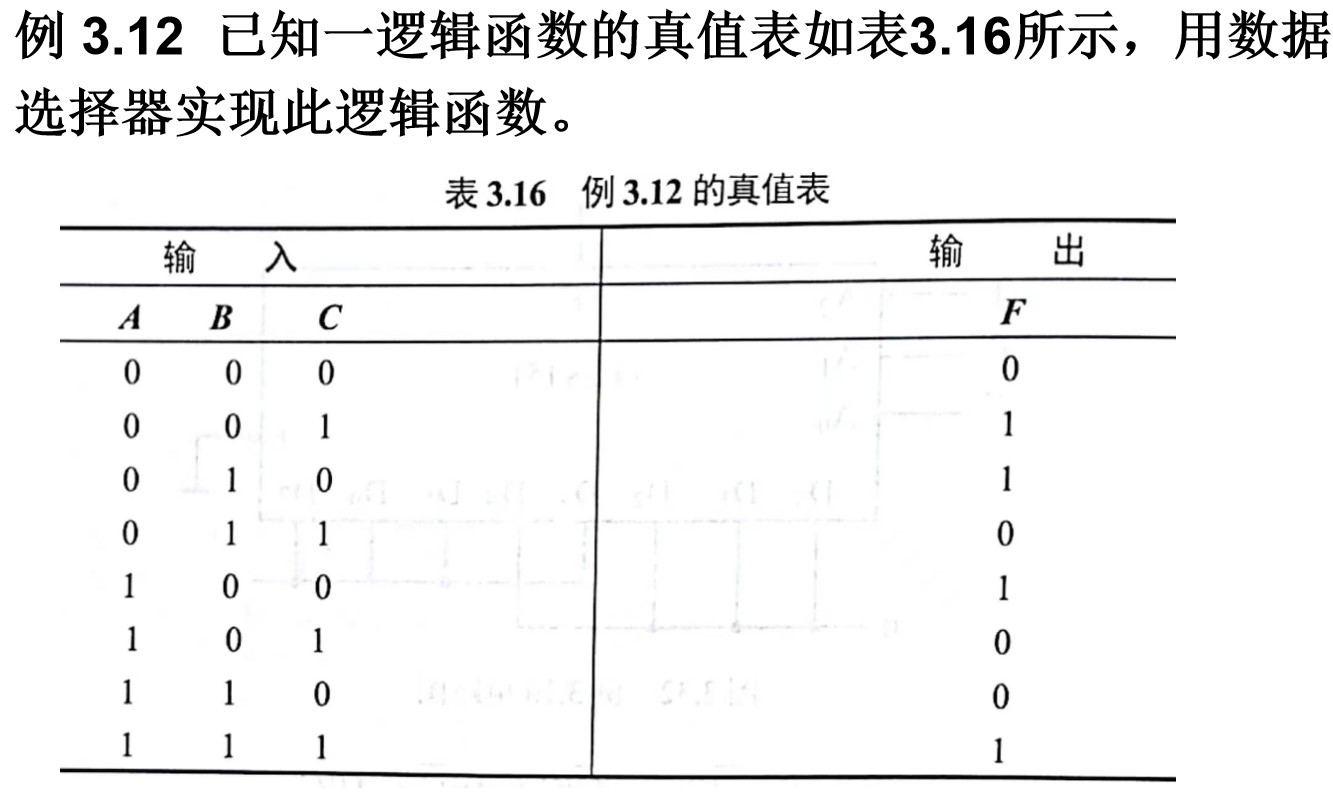 例 3.12 已知一逻辑函数的真值表如表3.16所示，用数据
选择器实现此逻辑函数。
表 3.16 例 3.12 的真值表
输 入 输 出
A B C F
0 0 0 0
0 0 1 1
0 1 0 1
0 1 1 0
1 0 0 1
1 0 1 0
1 1 0 0
1 1 1 1